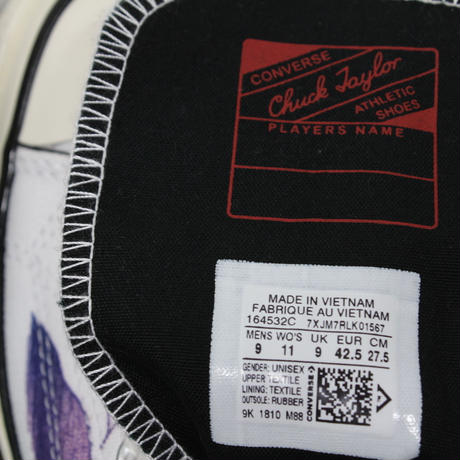 CONVERSE
Chuck Taylor
ATHLETIC
SHOES
PLAYERS NAME
MADE IN VIETNAM
FABRIQUE AU VIETNAM
164532C 7XJM7RLK01567
MENS WO'S UK EUR CM
9 11 9 42.5 27.5
GENDER: UNISEX
UPPER: TEXTILE
LINING: TEXTILE
OUTSOLE: RUBBER
9K 1810 M88
CONVERSE